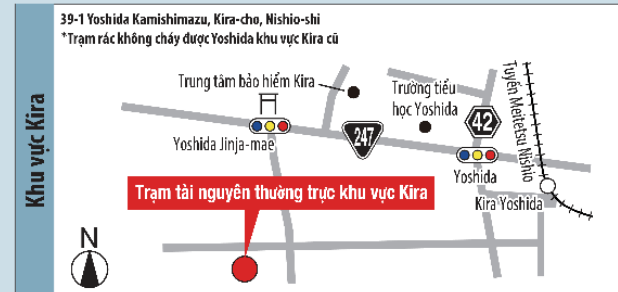 Khu vực Kira
39-1 Yoshida Kamishimazu, Kira-cho, Nishio-shi
*Trạm rác không cháy được Yoshida khu vực Kira cũ
Trung tâm bảo hiểm Kira
Trường tiểu
học Yoshida
Tuyến Meitetsu Nishio
42
247
Yoshida Jinja-mae
Yoshida
Kira Yoshida
Trạm tài nguyên thường trực khu vực Kira
N